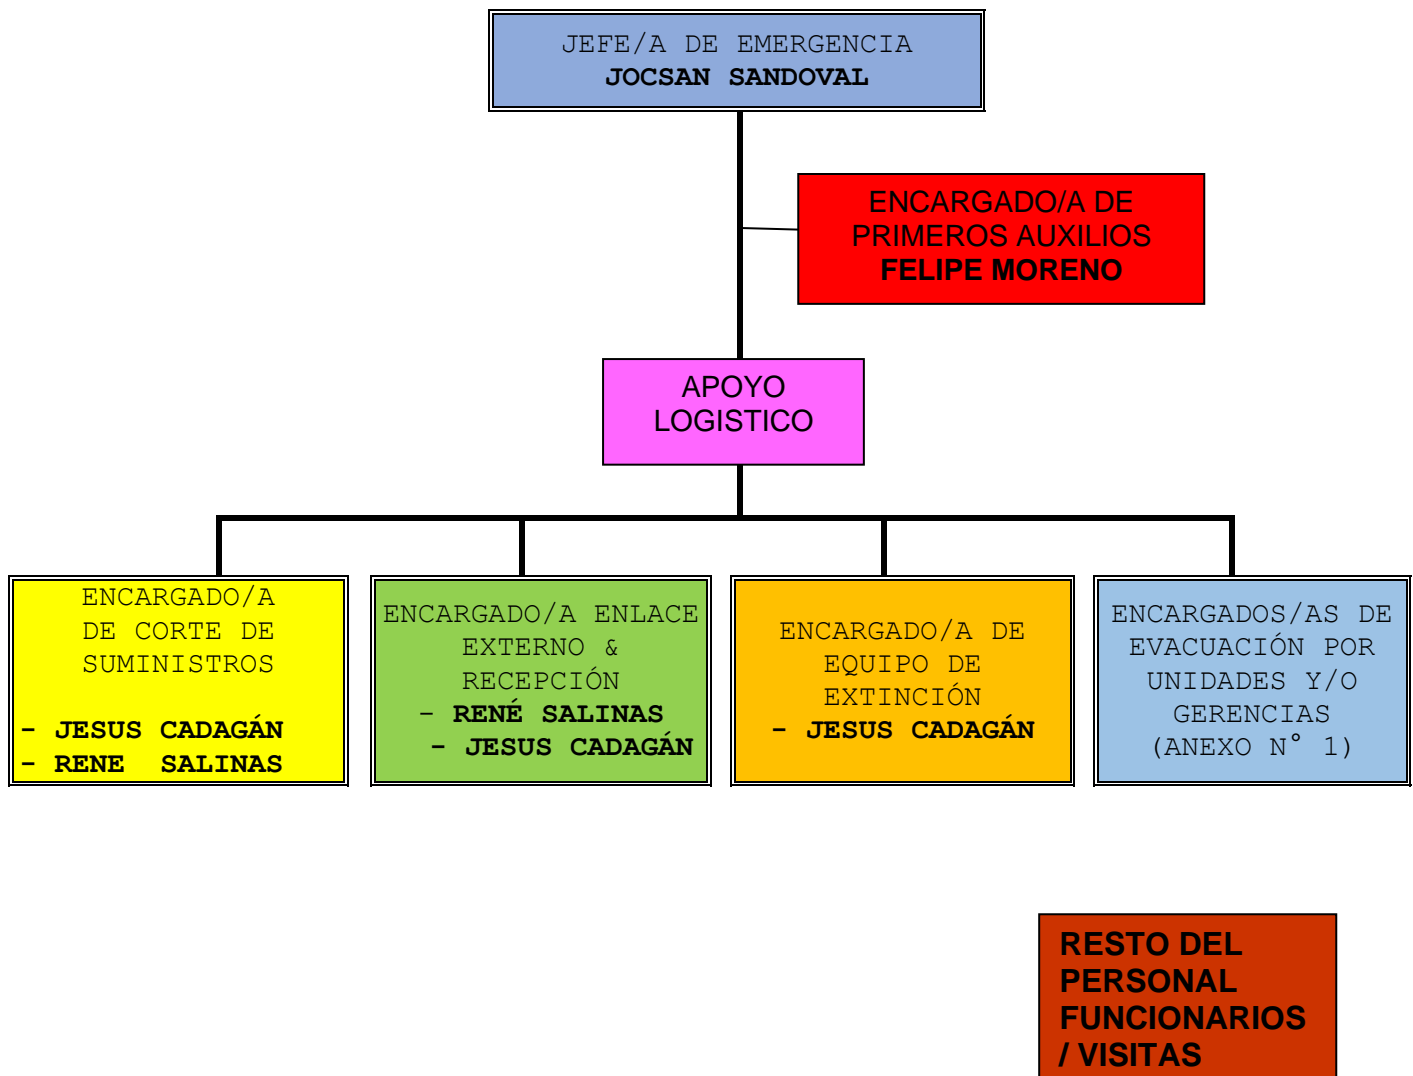 JEFE/A DE EMERGENCIA
JOCSAN SANDOVAL
ENCARGADO/A DE
PRIMEROS AUXILIOS
FELIPE MORENO
APOYO
LOGISTICO
ENCARGADO/A
DE CORTE DE
SUMINISTROS
- JESUS CADAGÁN
- RENE  SALINAS
ENCARGADO/A ENLACE
EXTERNO &
RECEPCIÓN
- RENÉ SALINAS
- JESUS CADAGÁN
ENCARGADO/A DE
EQUIPO DE
EXTINCIÓN
- JESUS CADAGÁN
ENCARGADOS/AS DE
EVACUACIÓN POR
UNIDADES Y/O
GERENCIAS
(ANEXO N° 1)
RESTO DEL
PERSONAL
FUNCIONARIOS
/ VISITAS